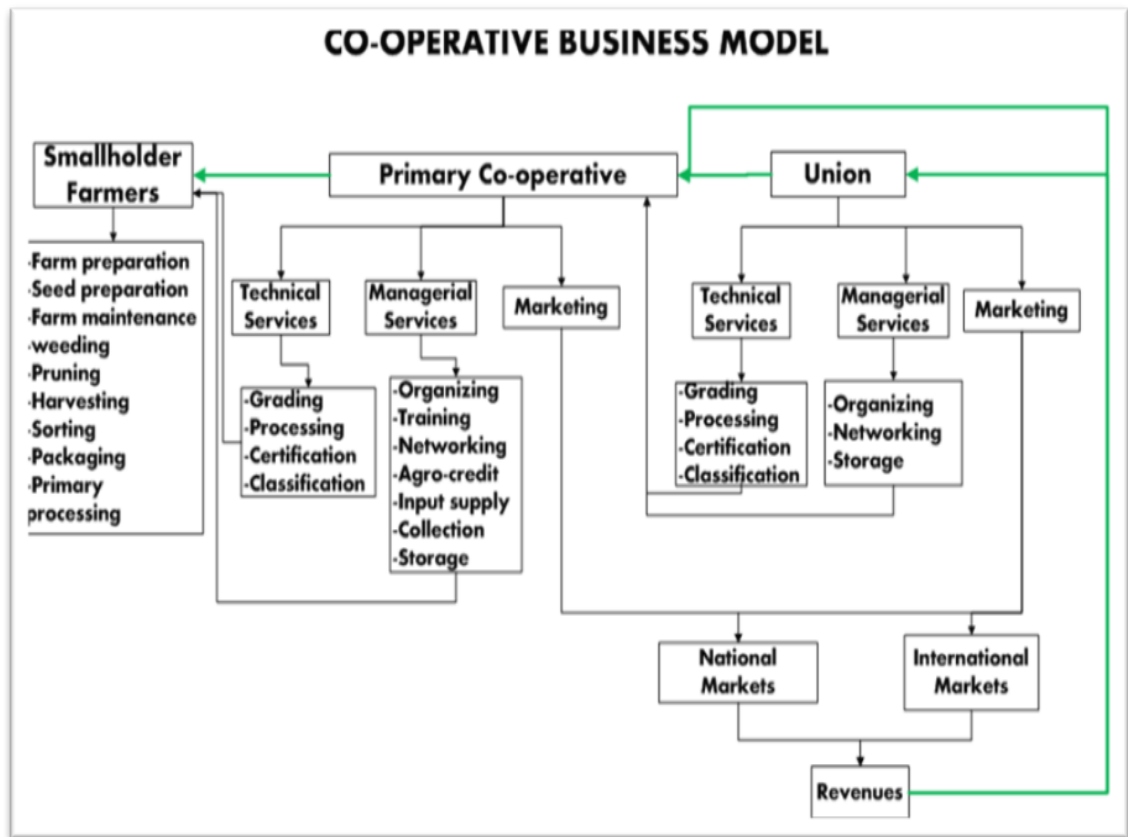 CO-OPERATIVE BUSINESS MODEL
Smallholder
Farmers
Primary Co-operative
Union
-Farm preparation
-Seed preparation
-Farm maintenance
-weeding
-Pruning
-Harvesting
-Sorting
-Packaging
-Primary
processing
Technical
Services
Managerial
Services
Marketing
-Grading
-Processing
-Certification
-Classification
-Organizing
-Training
-Networking
-Agro-credit
-Input supply
-Collection
-Storage
Technical
Services
Managerial
Services
Marketing
-Grading
-Processing
-Certification
-Classification
-Organizing
-Networking
-Storage
National
Markets
International
Markets
Revenues